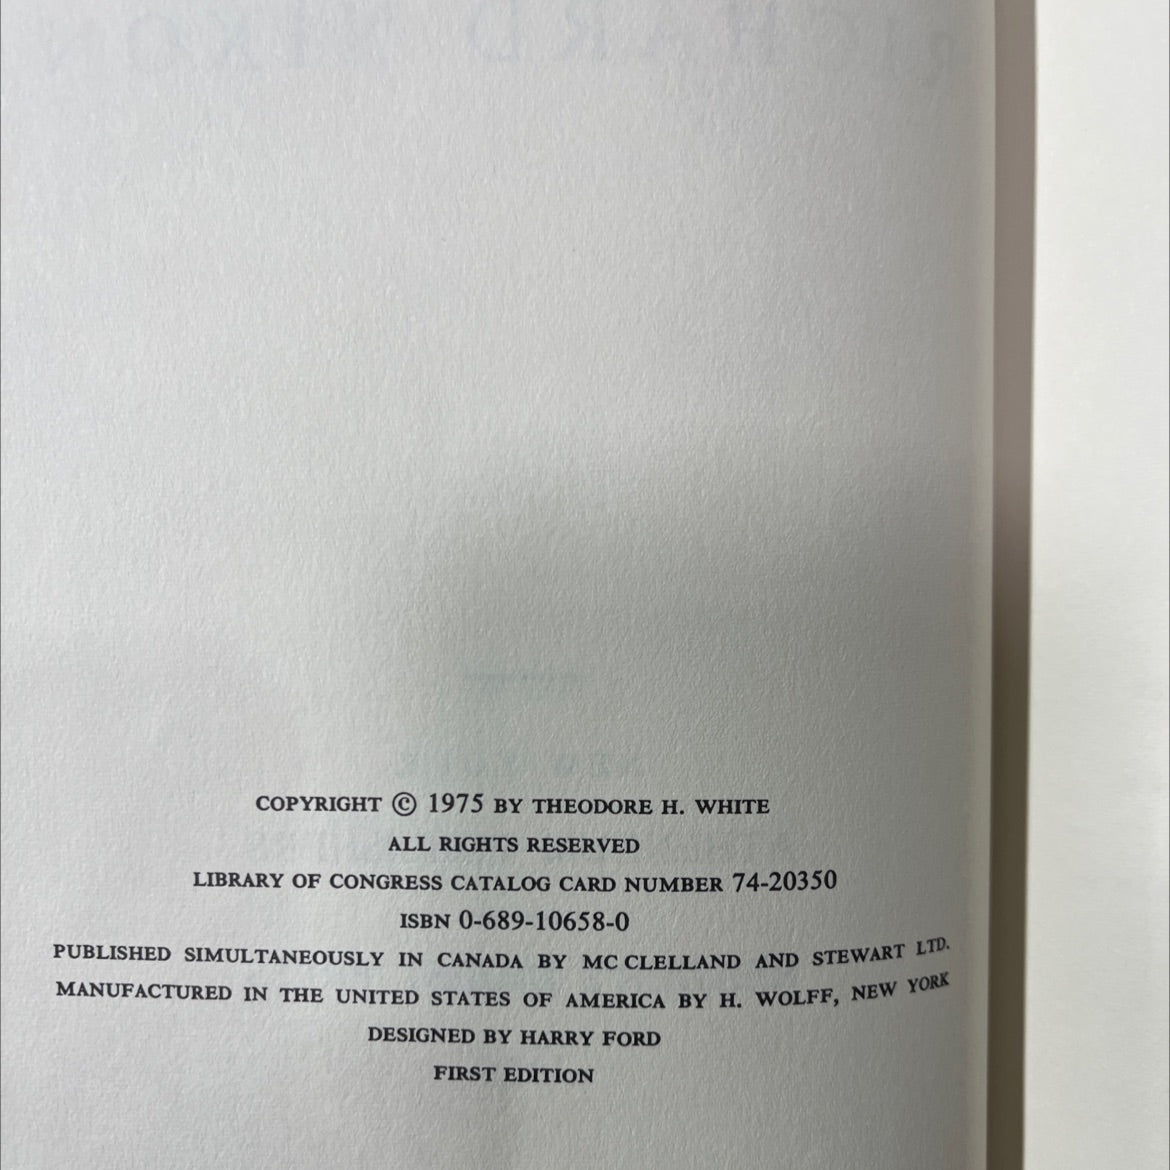 COPYRIGHT © 1975 BY THEODORE H. WHITE
ALL RIGHTS RESERVED
LIBRARY OF CONGRESS CATALOG CARD NUMBER 74-20350
ISBN 0-689-10658-0
PUBLISHED SIMULTANEOUSLY IN CANADA BY MC CLELLAND AND STEWART LTD.
MANUFACTURED IN THE UNITED STATES OF AMERICA BY H. WOLFF, NEW YORK
DESIGNED BY HARRY FORD
FIRST EDITION